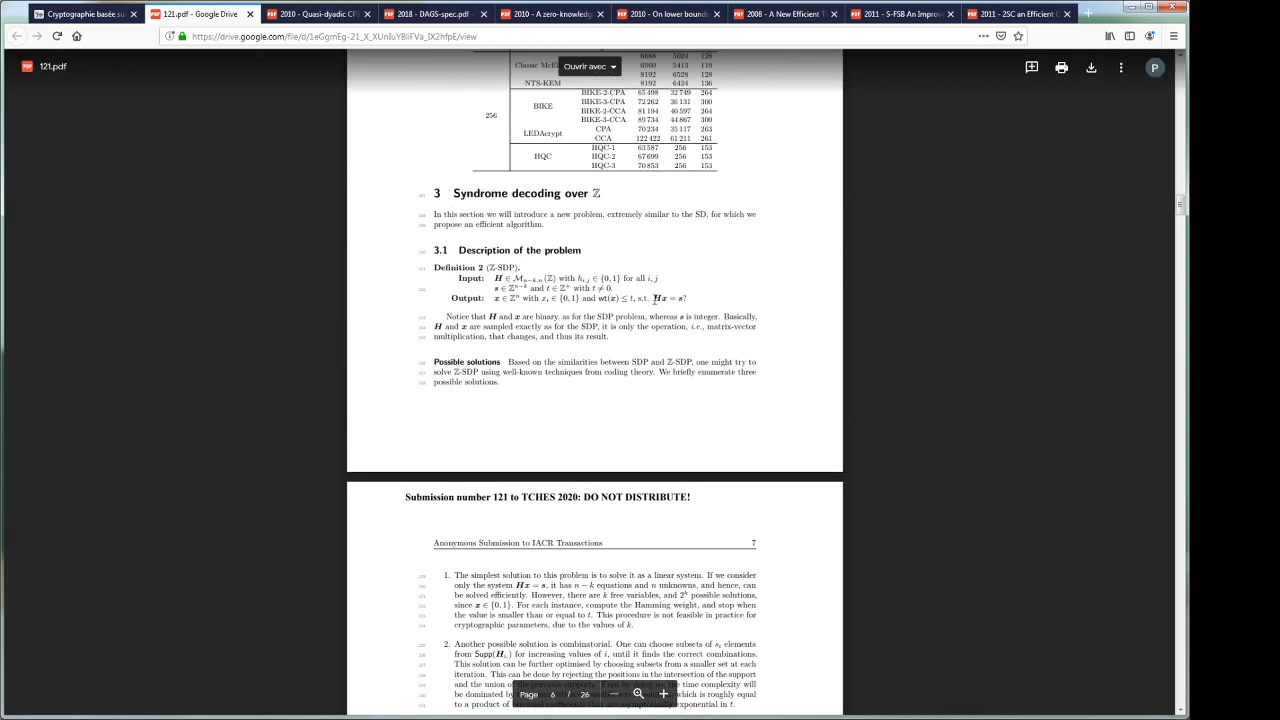 Cryptographie basée su
121.pdf - Google Drive
2010 - Quasi-dyadic CFS
2018 - DAGS-spec.pdf -
2010 - A zero-knowledg
2010 - On lower bounds
2008 - A New Efficient T
2011 - S-FSB An Improv
2011 - 2SC an Efficient C
https://drive.google.com/file/d/1eGgmEg-21_X_XUnIuYBliFVa_IX2hfpE/view
121.pdf
Ouvrir avec
P
6688 5024 128
Classic McEl 6960 5413 119
8192 6528 128
NTS-KEM 8192 6424 136
BIKE-2-CPA 65 498 32 749 264
BIKE BIKE-3-CPA 72 262 36 131 300
BIKE-2-CCA 81 194 40 597 264
256 BIKE-3-CCA 89 734 44 867 300
LEDAcrypt CPA 70 234 35 117 263
CCA 122 422 61 211 261
HQC-1 63 587 256 153
HQC HQC-2 67 699 256 153
HQC-3 70 853 256 153
3 Syndrome decoding over ℤ
In this section we will introduce a new problem, extremely similar to the SD, for which we
propose an efficient algorithm.
3.1 Description of the problem
Definition 2 (ℤ-SDP).
Input: H ∈ ℳn−k,n(ℤ) with hi,j ∈ {0,1} for all i, j
s ∈ ℤn−k and t ∈ ℤ+ with t ≠ 0.
Output: x ∈ ℤn with xi ∈ {0,1} and wt(x) ≤ t, s.t. Hx = s?
Notice that H and x are binary, as for the SDP problem, whereas s is integer. Basically,
H and x are sampled exactly as for the SDP, it is only the operation, i.e., matrix-vector
multiplication, that changes, and thus its result.
Possible solutions Based on the similarities between SDP and ℤ-SDP, one might try to
solve ℤ-SDP using well-known techniques from coding theory. We briefly enumerate three
possible solutions.
Submission number 121 to TCHES 2020: DO NOT DISTRIBUTE!
Anonymous Submission to IACR Transactions 7
1. The simplest solution to this problem is to solve it as a linear system. If we consider
only the system Hx = s, it has n − k equations and n unknowns, and hence, can
be solved efficiently. However, there are k free variables, and 2k possible solutions,
since x ∈ {0,1}. For each instance, compute the Hamming weight, and stop when
the value is smaller than or equal to t. This procedure is not feasible in practice for
cryptographic parameters, due to the values of k.
2. Another possible solution is combinatorial. One can choose subsets of si elements
from Supp(Hi,) for increasing values of i, until it finds the correct combinations.
This solution can be further optimised by choosing subsets from a smaller set at each
iteration. This can be done by rejecting the positions in the intersection of the support
and the union of time complexity will
be dominated by which is roughly equal
to a product of exponential in t.
Page 6 / 26